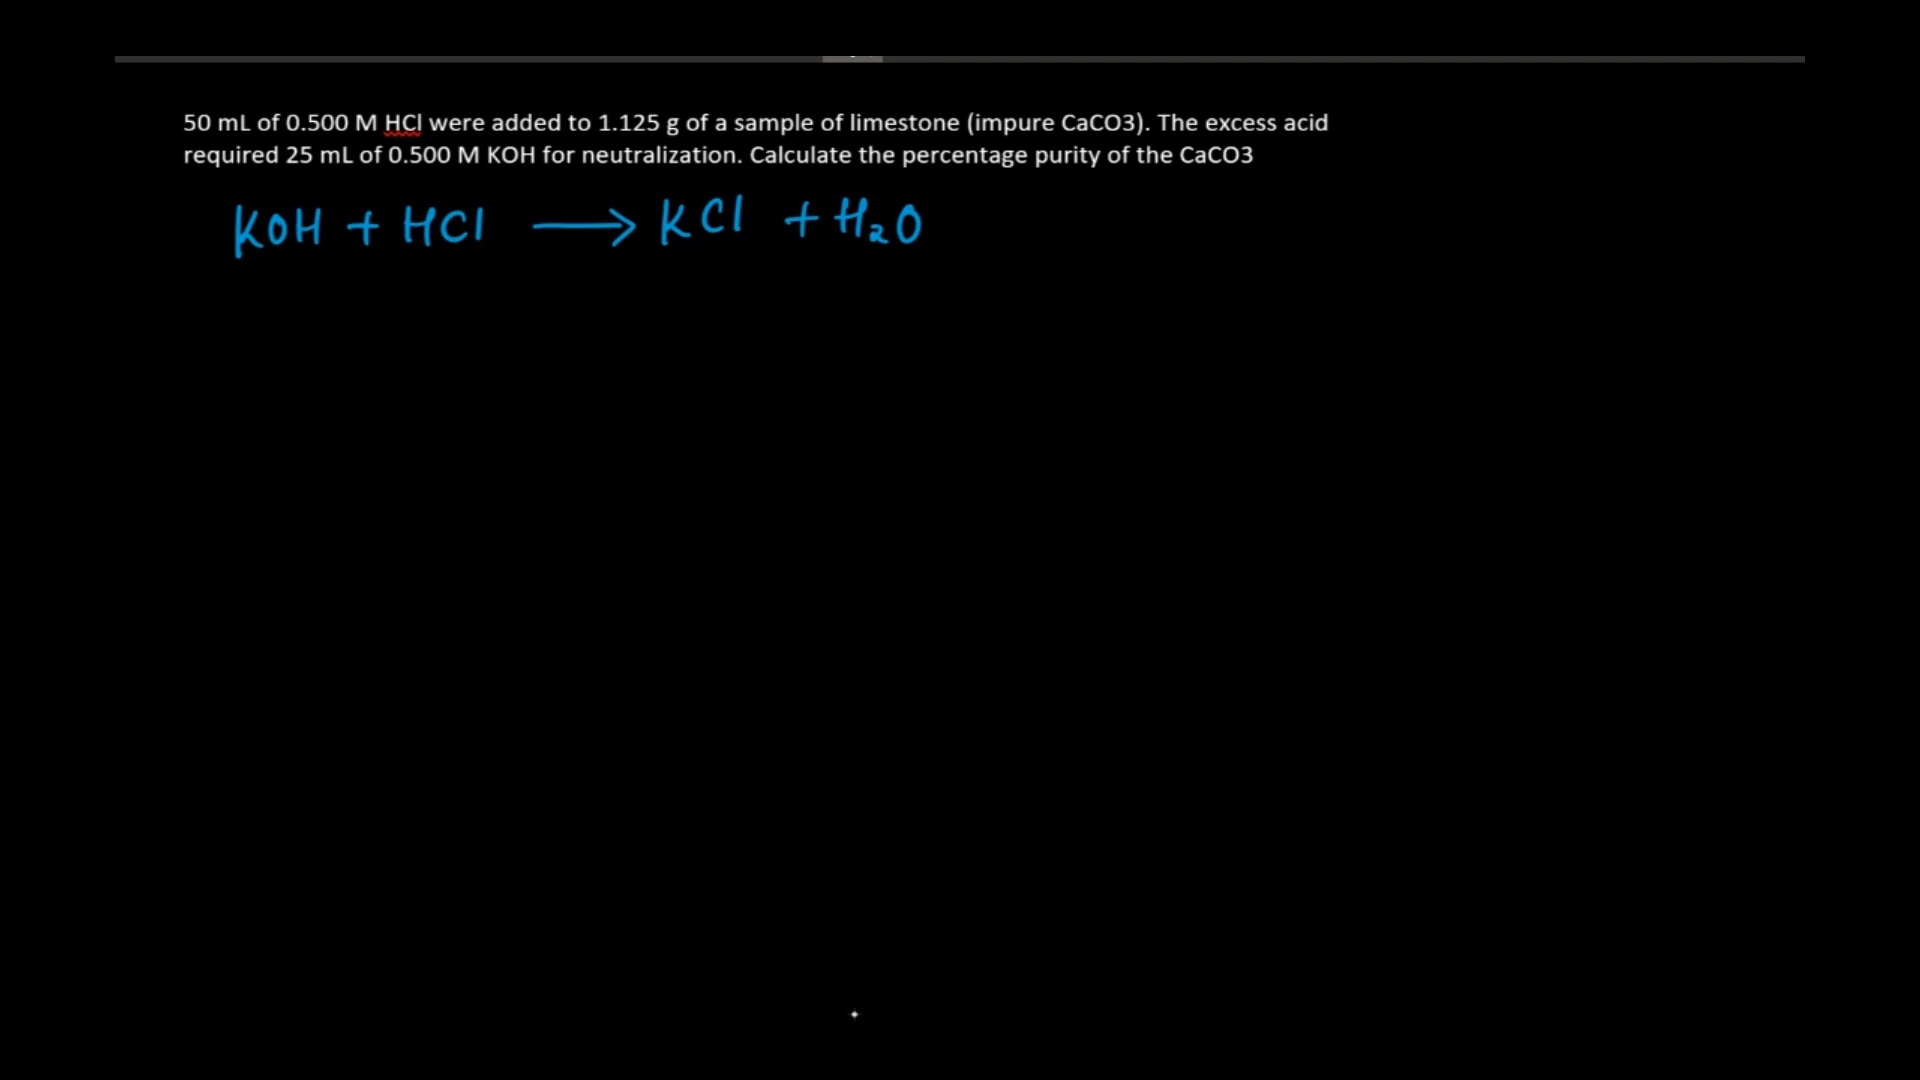 50 mL of 0.500 M HCl were added to 1.125 g of a sample of limestone (impure CaCO3). The excess acid
required 25 mL of 0.500 M KOH for neutralization. Calculate the percentage purity of the CaCO3
KOH + HCl ⟶ KCl + H₂O